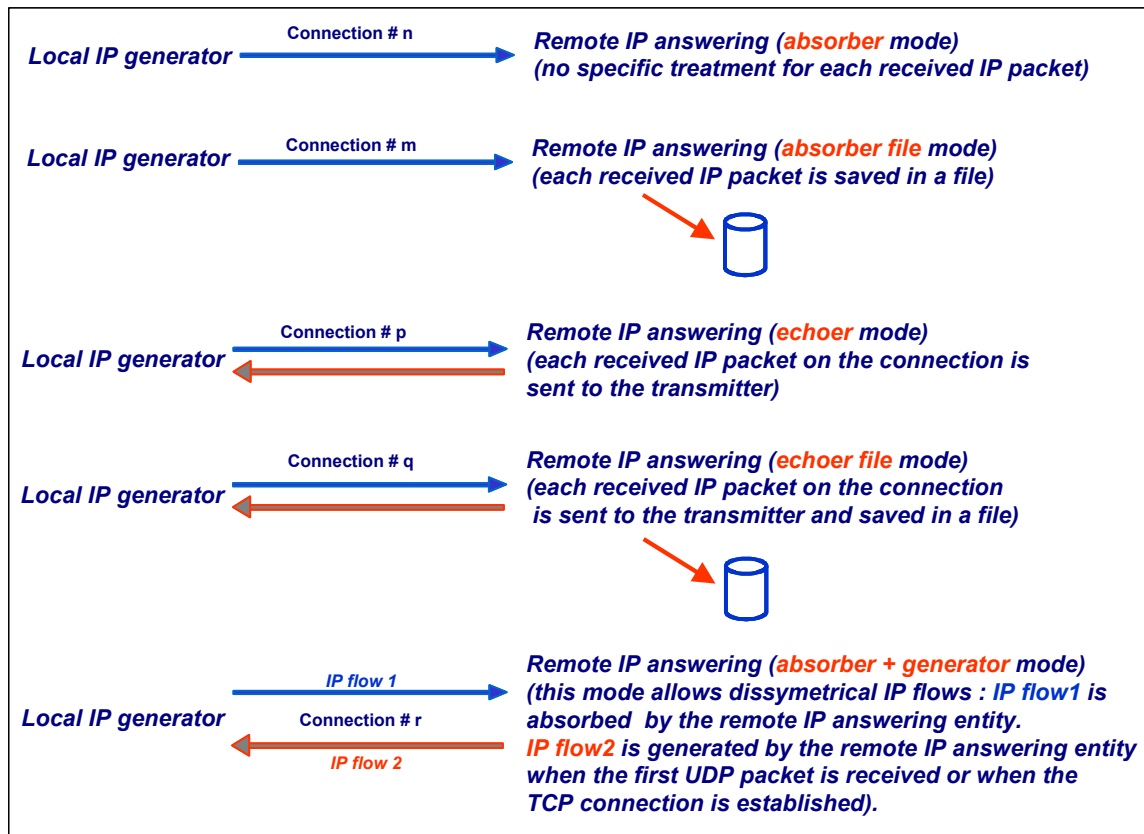 Connection # n
Local IP generator
Remote IP answering (absorber mode)
(no specific treatment for each received IP packet)
Connection # m
Local IP generator
Remote IP answering (absorber file mode)
(each received IP packet is saved in a file)
Connection # p
Local IP generator
Remote IP answering (echoer mode)
(each received IP packet on the connection is
sent to the transmitter)
Connection # q
Local IP generator
Remote IP answering (echoer file mode)
(each received IP packet on the connection
is sent to the transmitter and saved in a file)
IP flow 1
Local IP generator
Connection # r
IP flow 2
Remote IP answering (absorber + generator mode)
(this mode allows dissymetrical IP flows : IP flow1 is
absorbed by the remote IP answering entity.
IP flow2 is generated by the remote IP answering entity
when the first UDP packet is received or when the
TCP connection is established).